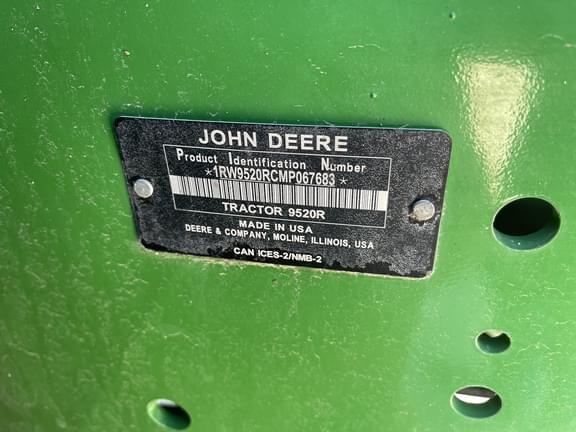 JOHN DEERE
Product Identification Number
*1RW9520RCMP067683*
TRACTOR 9520R
MADE IN USA
DEERE & COMPANY, MOLINE, ILLINOIS, USA
CAN ICES-2/NMB-2